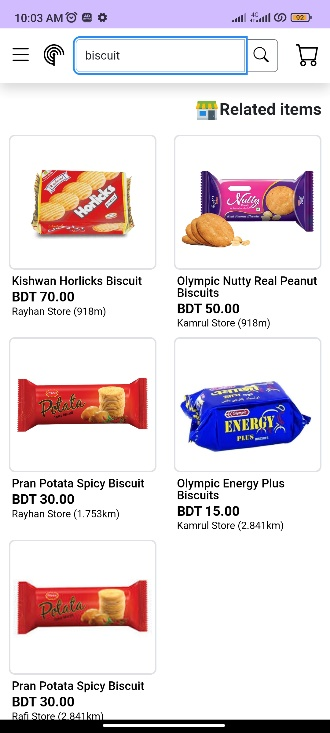 10:03 AM
4G
92
biscuit
Related items
Horlicks
Nutty
Kishwan Horlicks Biscuit
BDT 70.00
Rayhan Store (918m)
Olympic Nutty Real Peanut
Biscuits
BDT 50.00
Kamrul Store (918m)
Potata
ENERGY
PLUS
Pran Potata Spicy Biscuit
BDT 30.00
Rayhan Store (1.753km)
Olympic Energy Plus
Biscuits
BDT 15.00
Kamrul Store (2.841km)
Potata
Pran Potata Spicy Biscuit
BDT 30.00
Rafi Store (2.841km)